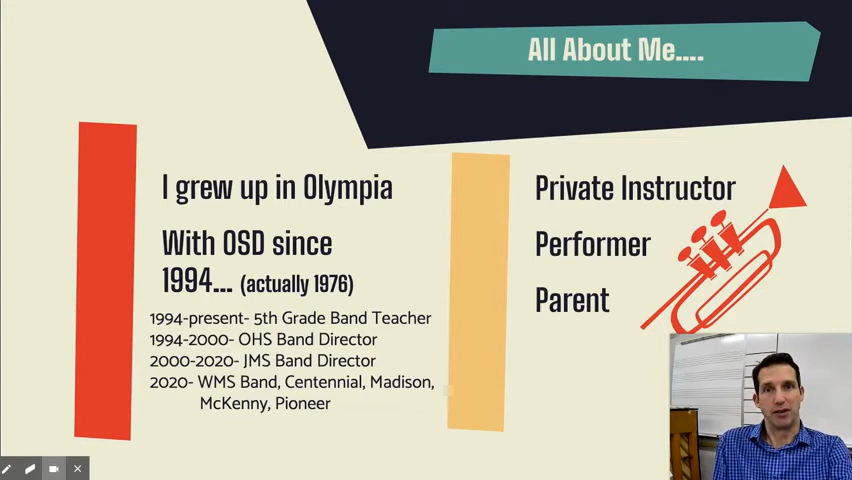 All About Me....
I grew up in Olympia
With OSD since
1994... (actually 1976)
1994-present- 5th Grade Band Teacher
1994-2000- OHS Band Director
2000-2020- JMS Band Director
2020- WMS Band, Centennial, Madison,
McKenny, Pioneer
Private Instructor
Performer
Parent